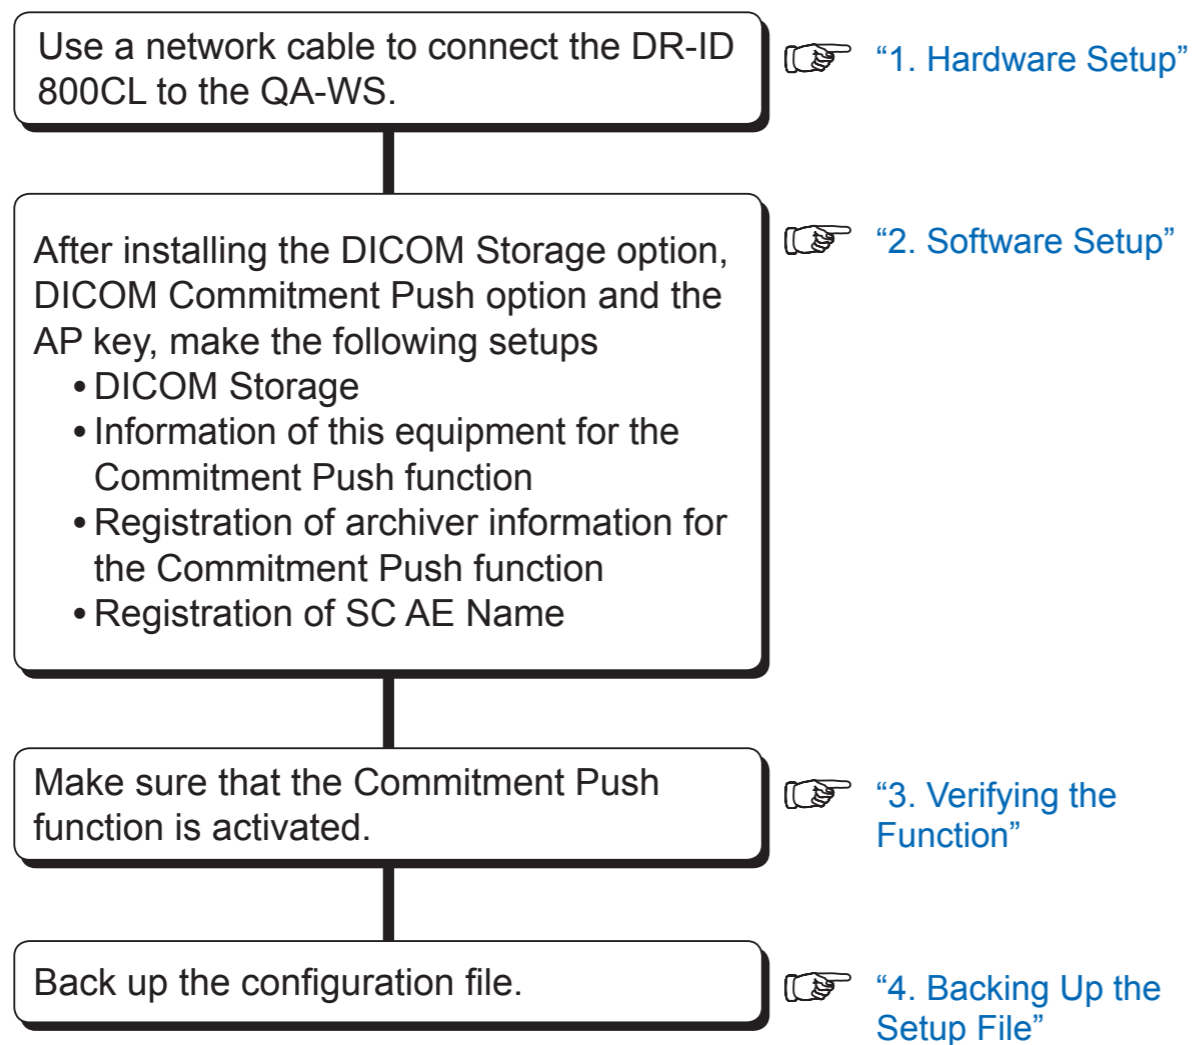 Use a network cable to connect the DR-ID
800CL to the QA-WS.
“1. Hardware Setup”
After installing the DICOM Storage option,
DICOM Commitment Push option and the
AP key, make the following setups
• DICOM Storage
• Information of this equipment for the
Commitment Push function
• Registration of archiver information for
the Commitment Push function
• Registration of SC AE Name
“2. Software Setup”
Make sure that the Commitment Push
function is activated.
“3. Verifying the
Function”
Back up the configuration file.
“4. Backing Up the
Setup File”